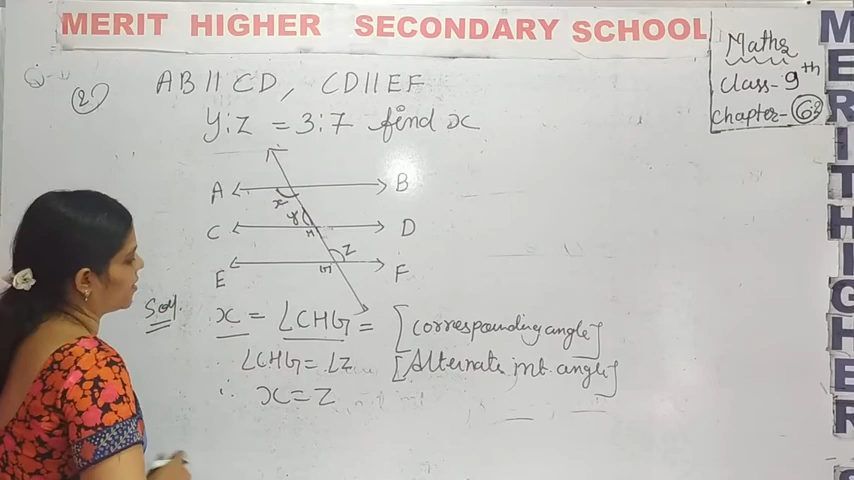 MERIT HIGHER SECONDARY SCHOOL
Maths
class-9th
chapter-6.2
MERIT HIGHER S
(2) AB || CD, CD || EF
y:z = 3:7 find x
A B
x
y
C H D
z
E G F
Sol.
x = ∠CHG = [corresponding angle]
∠CHG = ∠Z [Alternate int. angle]
∴ x = z